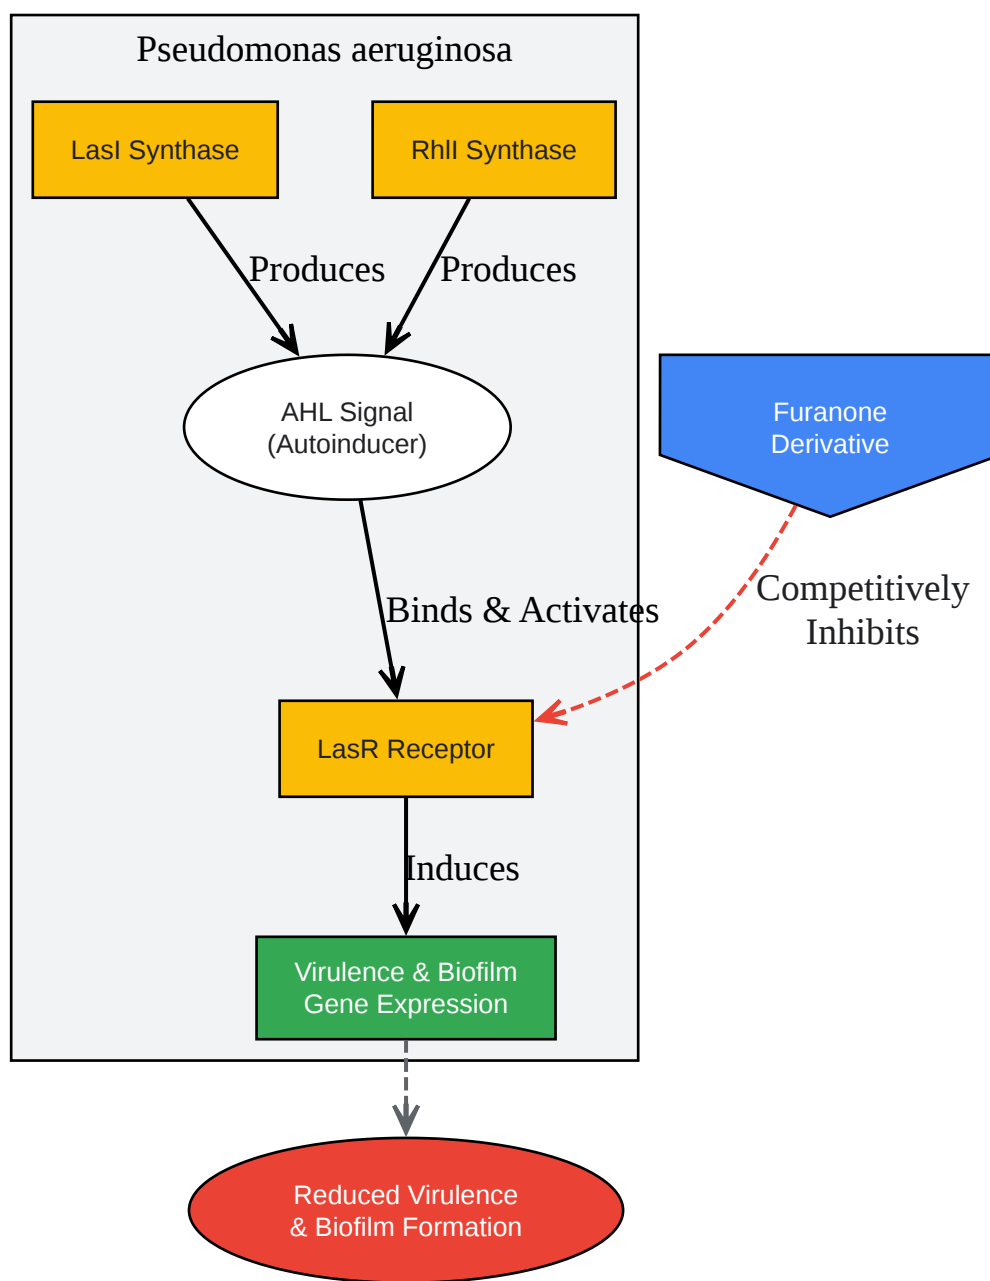 Pseudomonas aeruginosa
LasI Synthase
RhlI Synthase
Produces
Produces
AHL Signal
(Autoinducer)
Furanone
Derivative
Competitively
Inhibits
Binds & Activates
LasR Receptor
Induces
Virulence & Biofilm
Gene Expression
Reduced Virulence
& Biofilm Formation